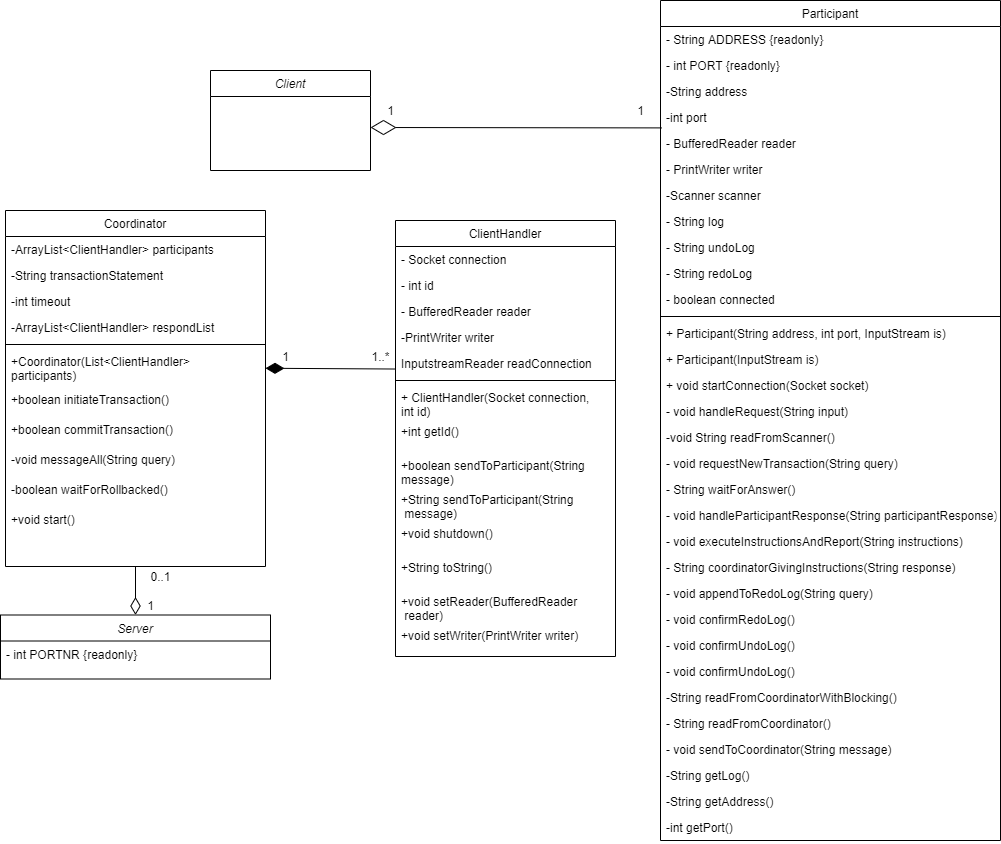 Participant
- String ADDRESS {readonly}
- int PORT {readonly}
-String address
-int port
- BufferedReader reader
- PrintWriter writer
-Scanner scanner
- String log
- String undoLog
- String redoLog
- boolean connected
+ Participant(String address, int port, InputStream is)
+ Participant(InputStream is)
+ void startConnection(Socket socket)
- void handleRequest(String input)
-void String readFromScanner()
- void requestNewTransaction(String query)
- String waitForAnswer()
- void handleParticipantResponse(String participantResponse)
- void executeInstructionsAndReport(String instructions)
- String coordinatorGivingInstructions(String response)
- void appendToRedoLog(String query)
- void confirmRedoLog()
- void confirmUndoLog()
- void confirmUndoLog()
-String readFromCoordinatorWithBlocking()
- String readFromCoordinator()
- void sendToCoordinator(String message)
-String getLog()
-String getAddress()
-int getPort()
Client
1
1
Coordinator
-ArrayList<ClientHandler> participants
-String transactionStatement
-int timeout
-ArrayList<ClientHandler> respondList
+Coordinator(List<ClientHandler>
participants)
+boolean initiateTransaction()
+boolean commitTransaction()
-void messageAll(String query)
-boolean waitForRollbacked()
+void start()
1
1..*
ClientHandler
- Socket connection
- int id
- BufferedReader reader
-PrintWriter writer
InputstreamReader readConnection
+ ClientHandler(Socket connection,
int id)
+int getId()
+boolean sendToParticipant(String
message)
+String sendToParticipant(String
message)
+void shutdown()
+String toString()
+void setReader(BufferedReader
reader)
+void setWriter(PrintWriter writer)
0..1
1
Server
- int PORTNR {readonly}